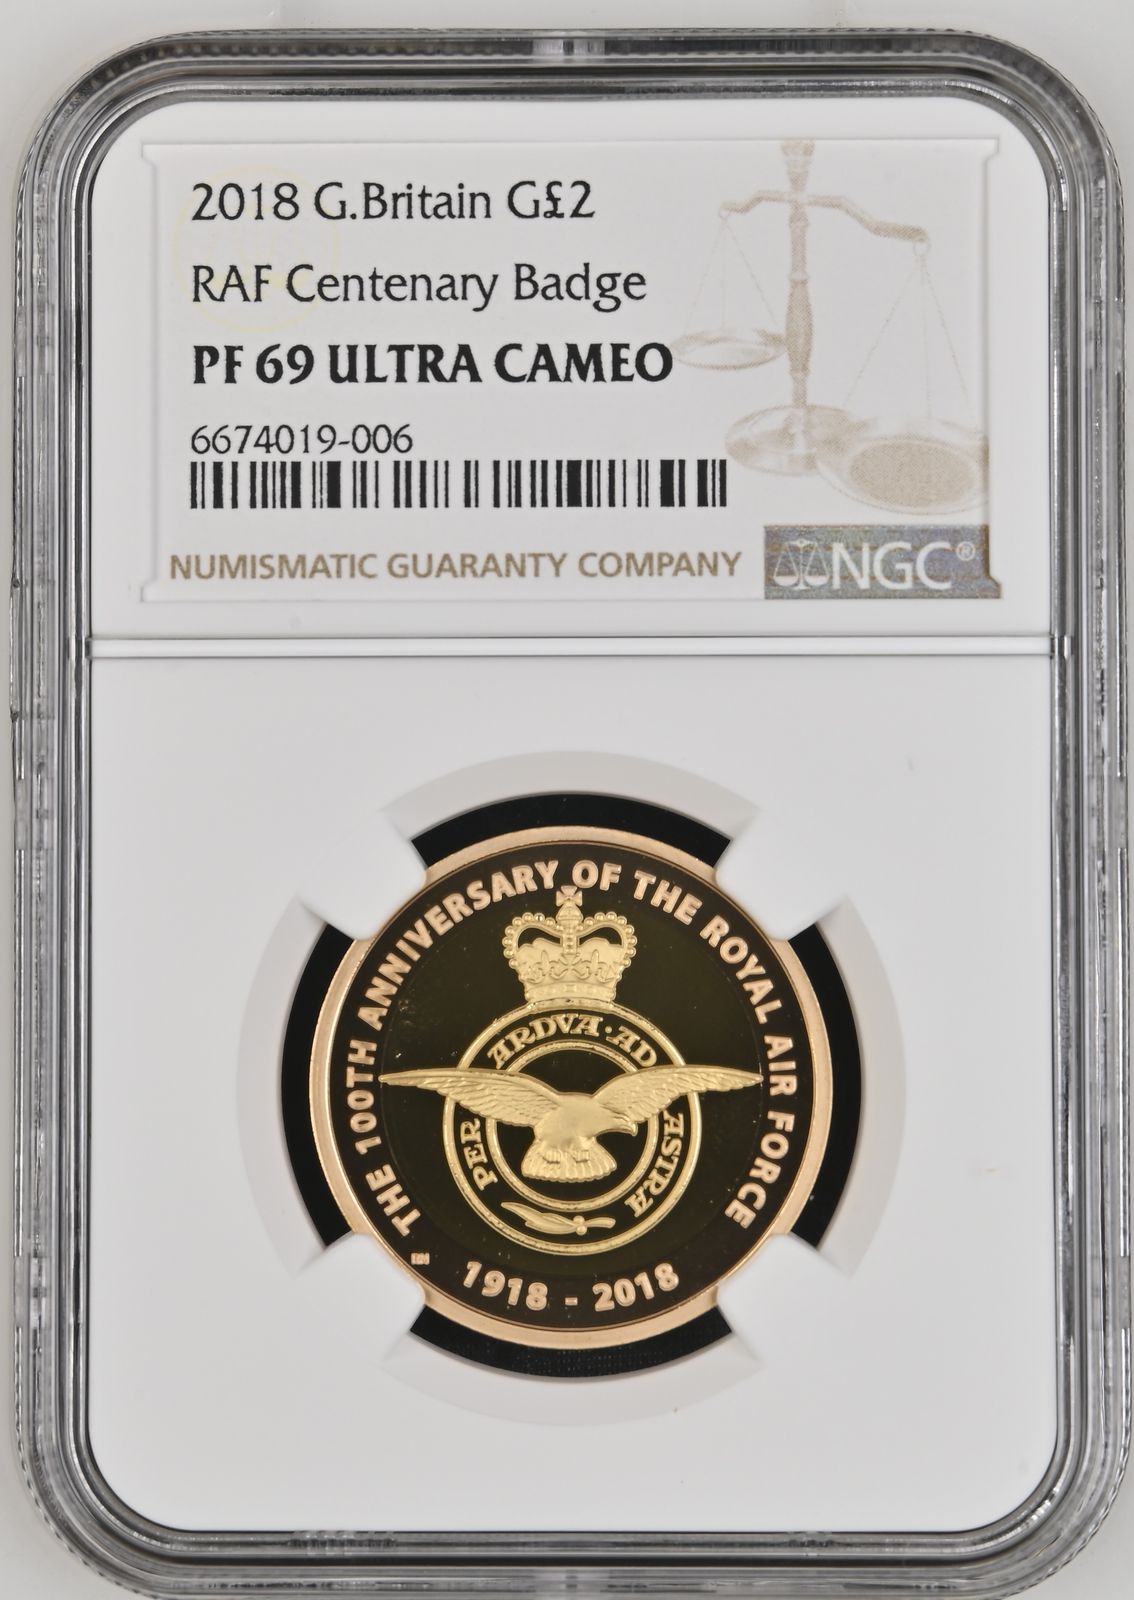 2018 G.Britain G£2
RAF Centenary Badge
PF 69 ULTRA CAMEO
6674019-006
NUMISMATIC GUARANTY COMPANY
NGC®
THE 100TH ANNIVERSARY OF THE ROYAL AIR FORCE
PER ARDVA · AD ASTRA
1918 - 2018